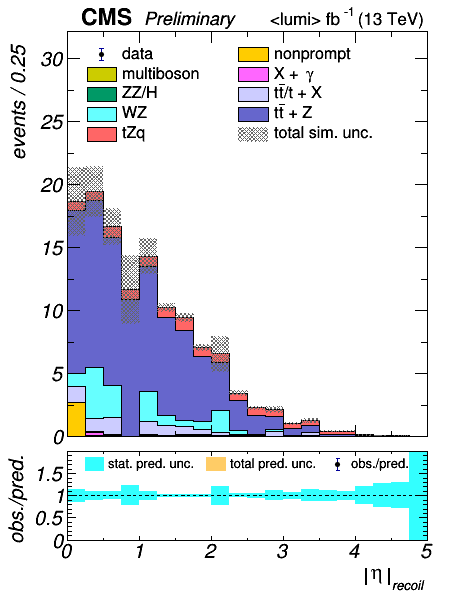 CMS Preliminary <lumi> fb⁻¹ (13 TeV)
events / 0.25
30
25
20
15
10
5
0
data
multiboson
ZZ/H
WZ
tZq
nonprompt
X + γ
tt̄/t + X
tt̄ + Z
total sim. unc.
obs./pred.
1.5
1
0.5
0
stat. pred. unc. total pred. unc. obs./pred.
0 1 2 3 4 5
|η|recoil